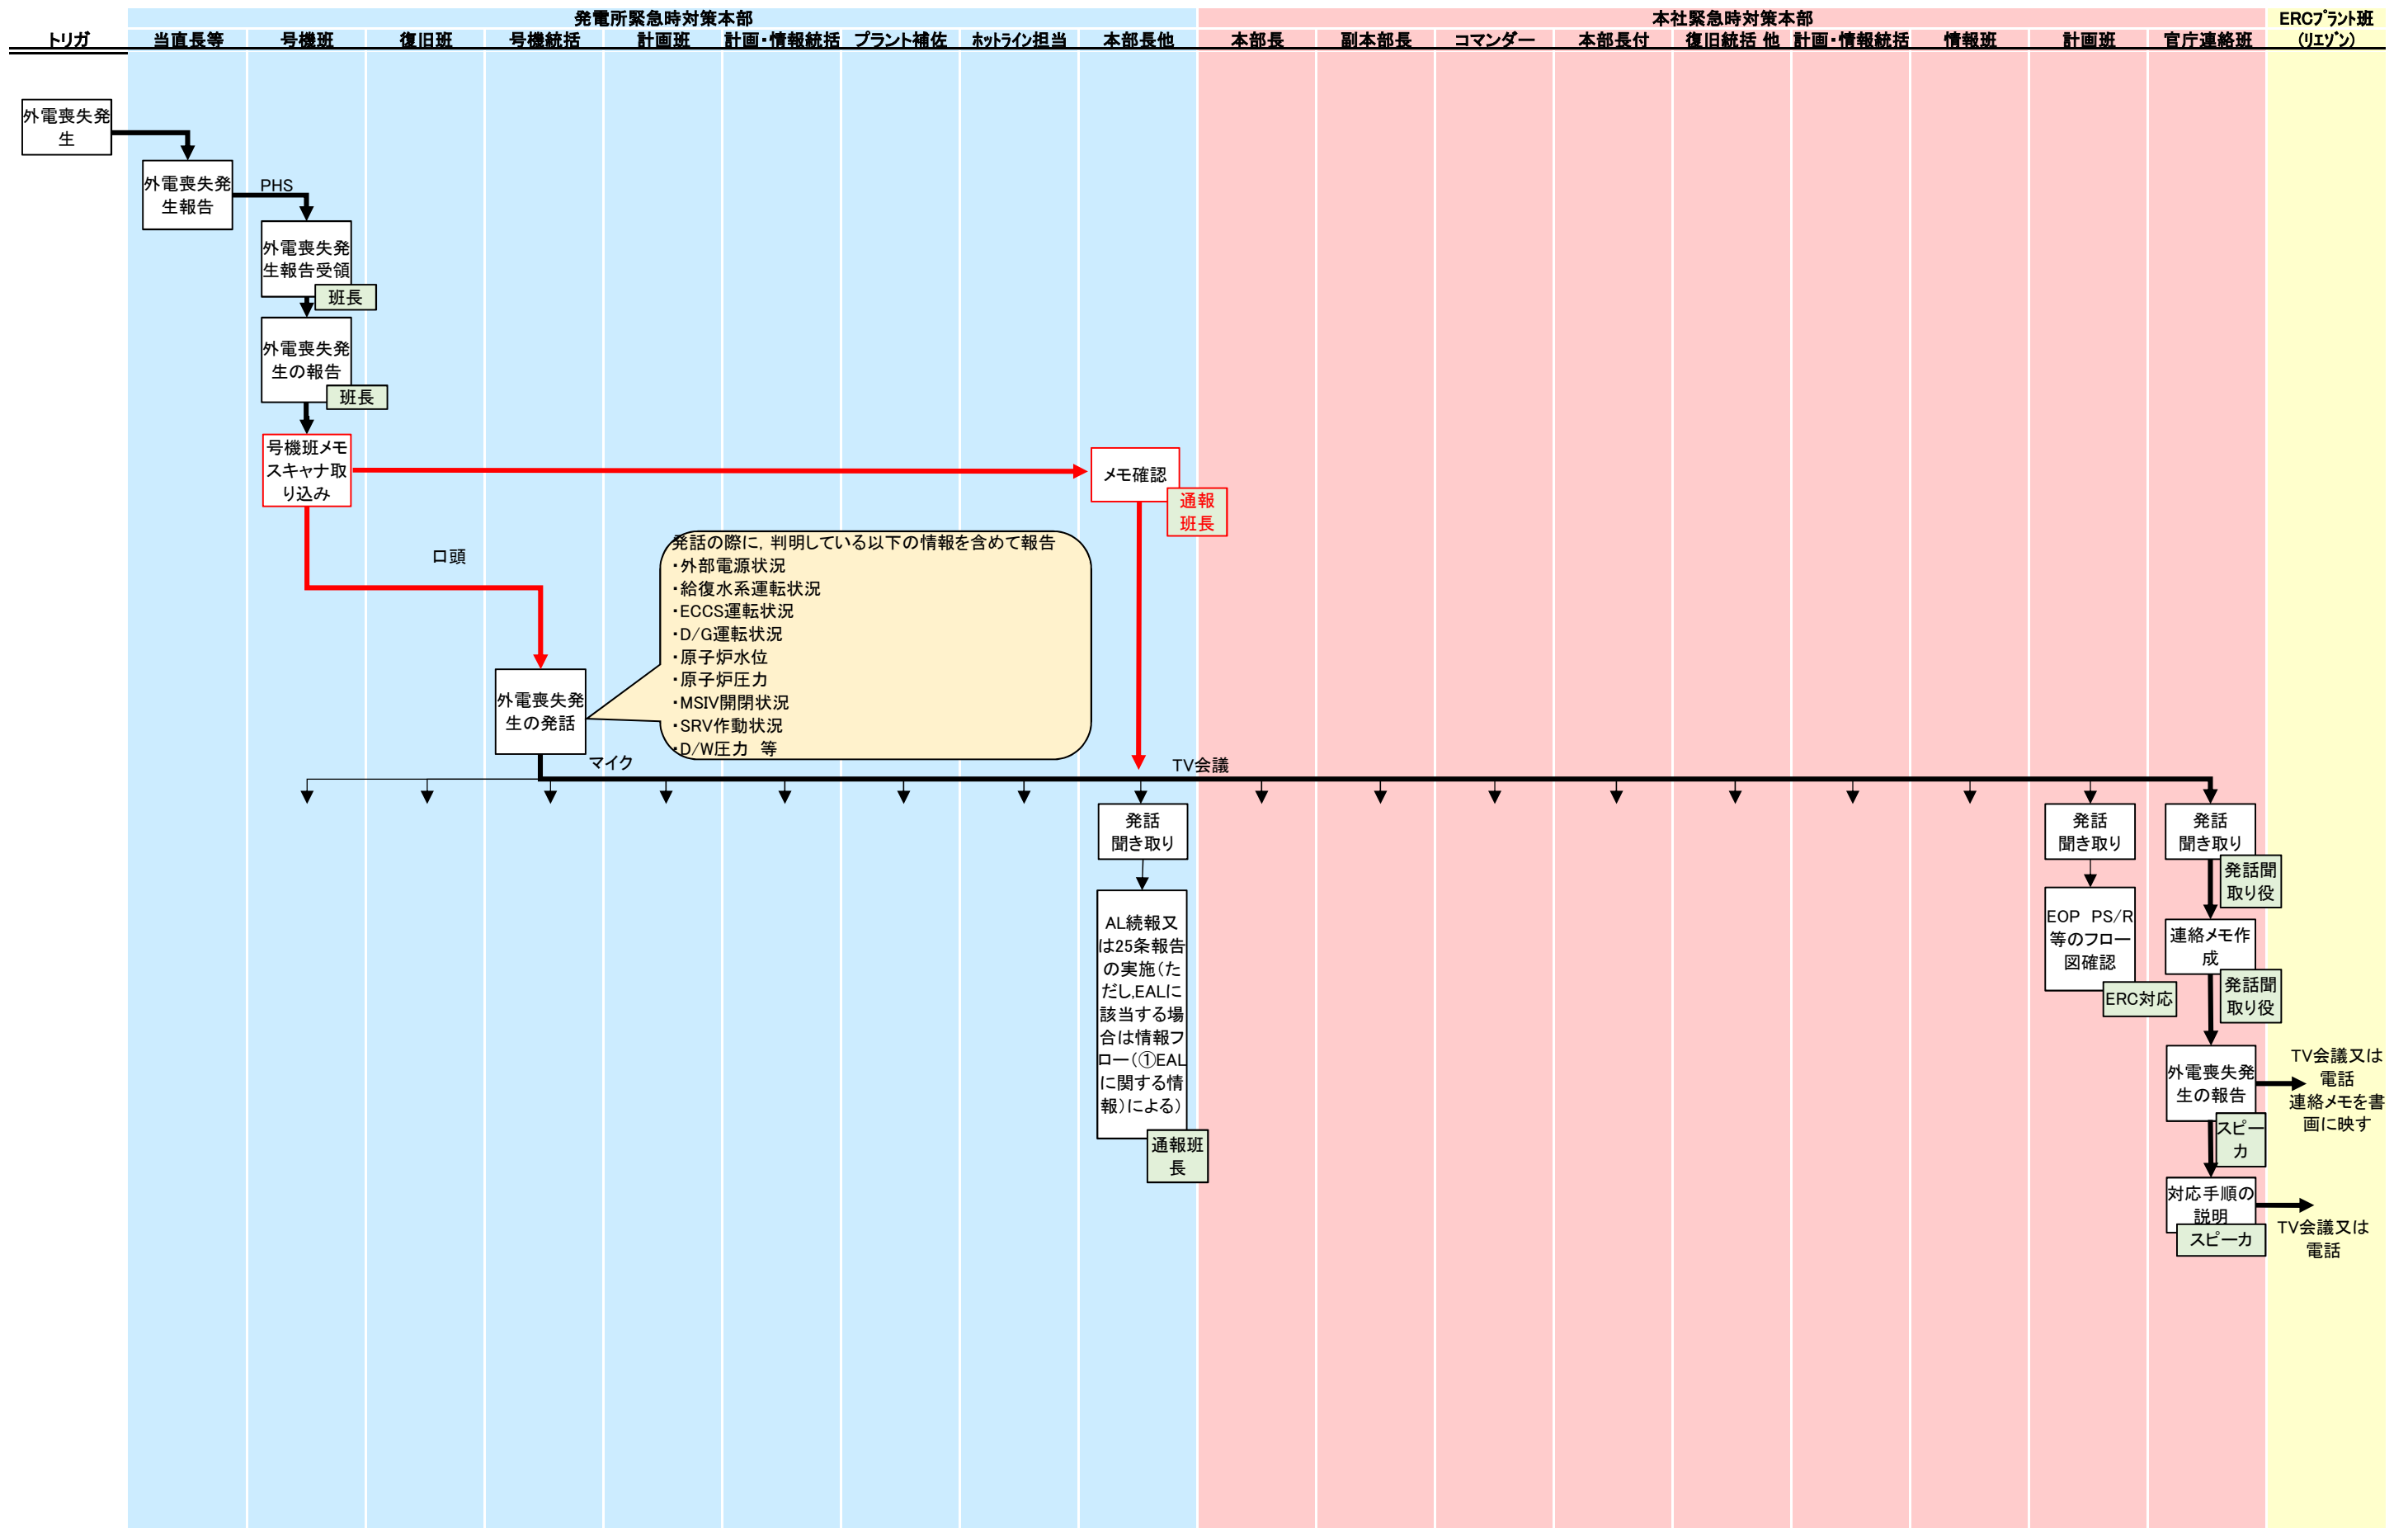 発電所緊急時対策本部
本社緊急時対策本部
ERCﾌﾟﾗﾝﾄ班
トリガ
当直長等
号機班
復旧班
号機統括
計画班
計画・情報統括
プラント補佐
ﾎｯﾄﾗｲﾝ担当
本部長他
本部長
副本部長
コマンダー
本部長付
復旧統括 他
計画・情報統括
情報班
計画班
官庁連絡班
(ﾘｴｿﾞﾝ)
外電喪失発
生
外電喪失発
生報告
PHS
外電喪失発
生報告受領
班長
外電喪失発
生の報告
班長
号機班メモ
スキャナ取
り込み
メモ確認
通報
班長
口頭
発話の際に，判明している以下の情報を含めて報告
・外部電源状況
・給復水系運転状況
・ECCS運転状況
・D/G運転状況
・原子炉水位
・原子炉圧力
・MSIV開閉状況
・SRV作動状況
・D/W圧力　等
外電喪失発
生の発話
マイク
TV会議
発話
聞き取り
発話
聞き取り
発話
聞き取り
発話聞
取り役
AL続報又
は25条報告
の実施（た
だし,EALに
該当する場
合は情報フ
ロー（①EAL
に関する情
報）による）
通報班
長
EOP　PS/R
等のフロー
図確認
ERC対応
連絡メモ作
成
発話聞
取り役
外電喪失発
生の報告
スピー
カ
TV会議又は
電話
連絡メモを書
画に映す
対応手順の
説明
スピーカ
TV会議又は
電話